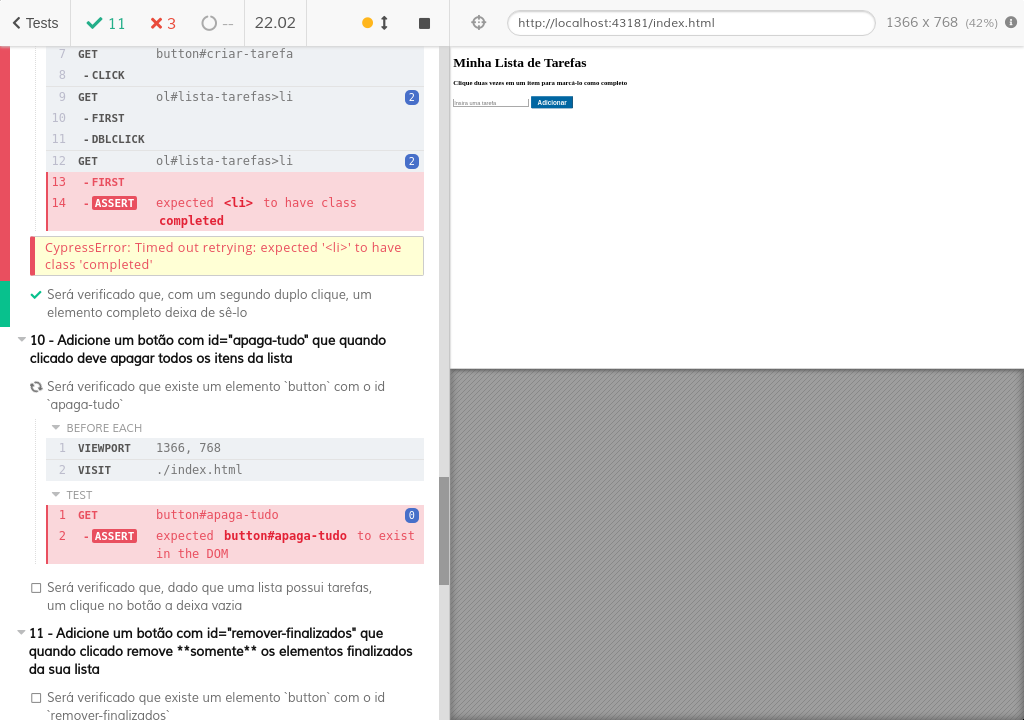 Tests
11
3
--
22.02
http://localhost:43181/index.html
1366 x 768 (42%)
7 GET button#criar-tarefa
8 -CLICK
9 GET ol#lista-tarefas>li 2
10 -FIRST
11 -DBLCLICK
12 GET ol#lista-tarefas>li 2
13 -FIRST
14 -ASSERT expected <li> to have class
completed
CypressError: Timed out retrying: expected '<li>' to have
class 'completed'
Será verificado que, com um segundo duplo clique, um
elemento completo deixa de sê-lo
10 - Adicione um botão com id="apaga-tudo" que quando
clicado deve apagar todos os itens da lista
Será verificado que existe um elemento `button` com o id
`apaga-tudo`
BEFORE EACH
1 VIEWPORT 1366, 768
2 VISIT ./index.html
TEST
1 GET button#apaga-tudo 0
2 -ASSERT expected button#apaga-tudo to exist
in the DOM
Será verificado que, dado que uma lista possui tarefas,
um clique no botão a deixa vazia
11 - Adicione um botão com id="remover-finalizados" que
quando clicado remove **somente** os elementos finalizados
da sua lista
Será verificado que existe um elemento `button` com o id
`remover-finalizados`
Minha Lista de Tarefas
Clique duas vezes em um item para marcá-lo como completo
Insira uma tarefa
Adicionar